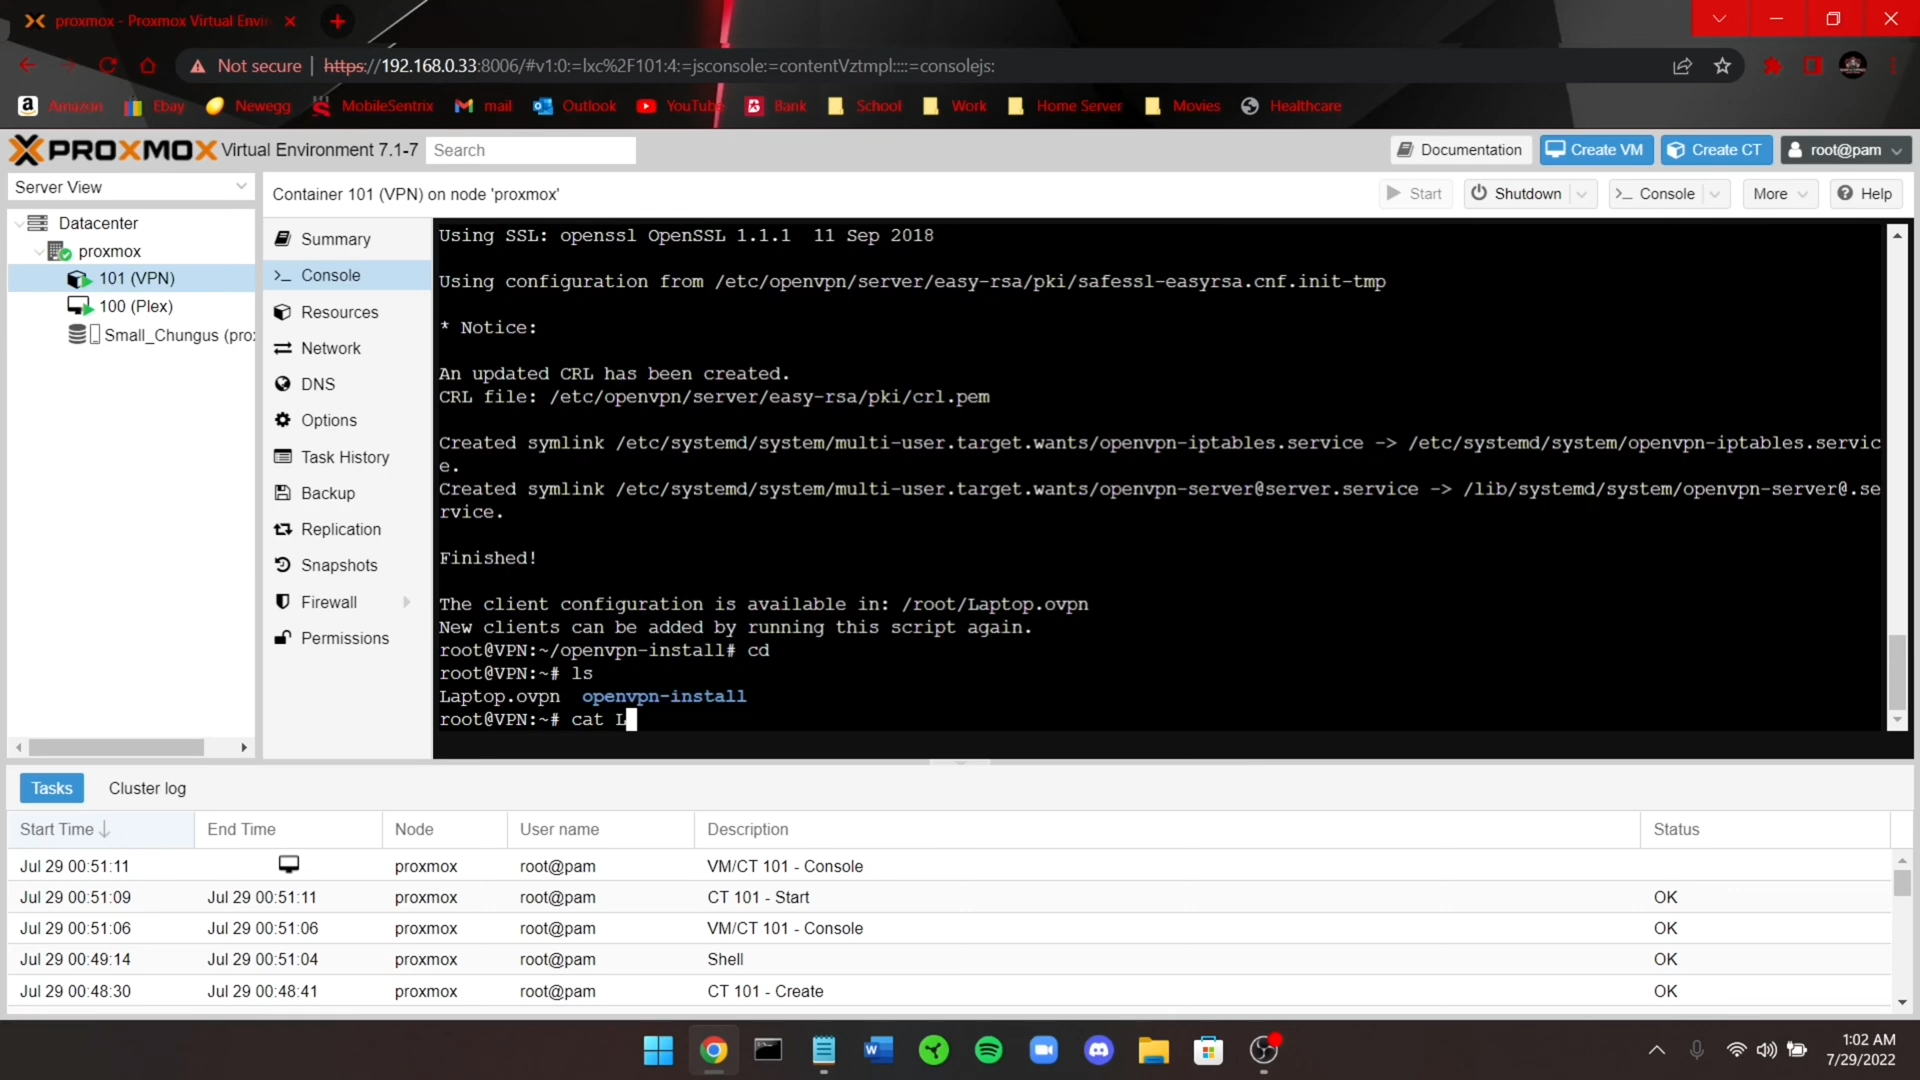 proxmox - Proxmox Virtual Envir
Not secure | https://192.168.0.33:8006/#v1:0:=lxc%2F101:4:=jsconsole:=contentVztmpl::::=consolejs:
Amazon Ebay Newegg MobileSentrix mail Outlook YouTube Bank School Work Home Server Movies Healthcare
PROXMOX Virtual Environment 7.1-7 Search Documentation Create VM Create CT root@pam
Server View
Container 101 (VPN) on node 'proxmox' Start Shutdown Console More Help
Datacenter
proxmox
101 (VPN)
100 (Plex)
Small_Chungus (prox
Summary
Console
Resources
Network
DNS
Options
Task History
Backup
Replication
Snapshots
Firewall
Permissions
Using SSL: openssl OpenSSL 1.1.1  11 Sep 2018
Using configuration from /etc/openvpn/server/easy-rsa/pki/safessl-easyrsa.cnf.init-tmp
* Notice:
An updated CRL has been created.
CRL file: /etc/openvpn/server/easy-rsa/pki/crl.pem
Created symlink /etc/systemd/system/multi-user.target.wants/openvpn-iptables.service -> /etc/systemd/system/openvpn-iptables.servic
e.
Created symlink /etc/systemd/system/multi-user.target.wants/openvpn-server@server.service -> /lib/systemd/system/openvpn-server@.se
rvice.
Finished!
The client configuration is available in: /root/Laptop.ovpn
New clients can be added by running this script again.
root@VPN:~/openvpn-install# cd
root@VPN:~# ls
Laptop.ovpn  openvpn-install
root@VPN:~# cat L
Tasks Cluster log
Start Time End Time Node User name Description Status
Jul 29 00:51:11 proxmox root@pam VM/CT 101 - Console
Jul 29 00:51:09 Jul 29 00:51:11 proxmox root@pam CT 101 - Start OK
Jul 29 00:51:06 Jul 29 00:51:06 proxmox root@pam VM/CT 101 - Console OK
Jul 29 00:49:14 Jul 29 00:51:04 proxmox root@pam Shell OK
Jul 29 00:48:30 Jul 29 00:48:41 proxmox root@pam CT 101 - Create OK
1:02 AM
7/29/2022